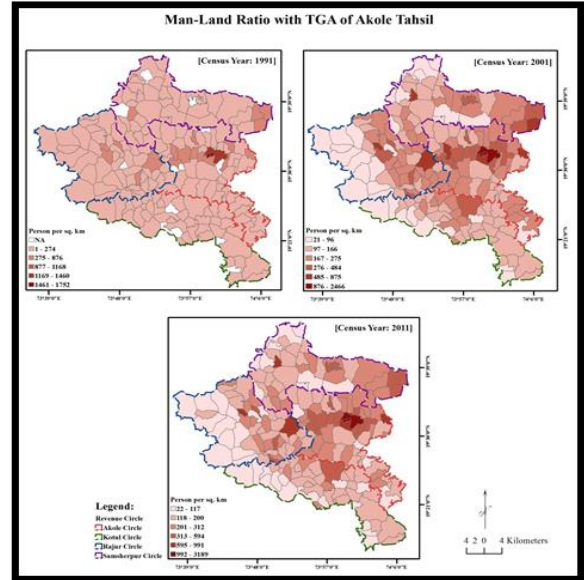 Man-Land Ratio with TGA of Akole Tahsil
[Census Year: 1991]
Person per sq. km
NA
1 - 274
275 - 876
877 - 1168
1169 - 1460
1461 - 1752
[Census Year: 2001]
Person per sq. km
21 - 96
97 - 166
167 - 275
276 - 484
485 - 875
876 - 2466
[Census Year: 2011]
Person per sq. km
22 - 117
118 - 200
201 - 312
313 - 594
595 - 991
992 - 3189
Legend:
Revenue Circle
Akole Circle
Kotul Circle
Rajur Circle
Samsherpur Circle
4 2 0 4 Kilometers